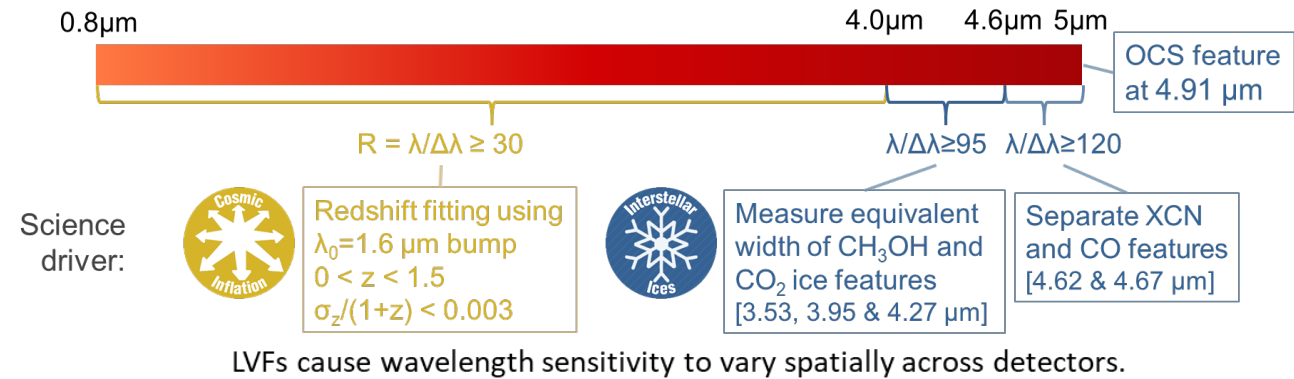 0.8μm
4.0μm
4.6μm
5μm
OCS feature
at 4.91 μm
R = λ/Δλ ≥ 30
λ/Δλ≥95
λ/Δλ≥120
Science
driver:
Cosmic
Inflation
Redshift fitting using
λ₀=1.6 μm bump
0 < z < 1.5
σ_z/(1+z) < 0.003
Interstellar
Ices
Measure equivalent
width of CH₃OH and
CO₂ ice features
[3.53, 3.95 & 4.27 μm]
Separate XCN
and CO features
[4.62 & 4.67 μm]
LVFs cause wavelength sensitivity to vary spatially across detectors.